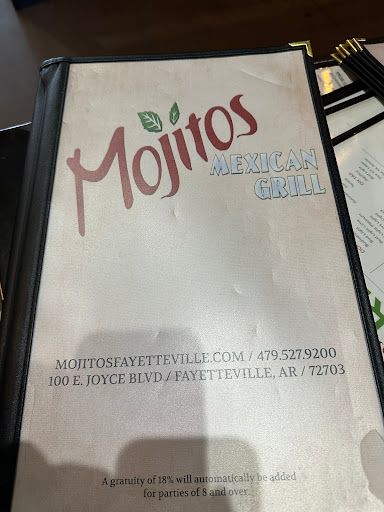 Mojitos
MEXICAN
GRILL
MOJITOSFAYETTEVILLE.COM / 479.527.9200
100 E. JOYCE BLVD / FAYETTEVILLE, AR / 72703
A gratuity of 18% will automatically be added
for parties of 8 and over.